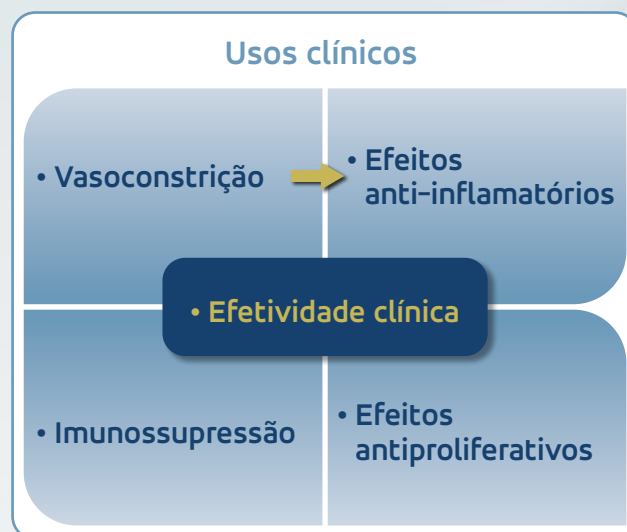 Usos clínicos
• Vasoconstrição
• Efeitos
anti-inflamatórios
• Efetividade clínica
• Imunossupressão
• Efeitos
antiproliferativos